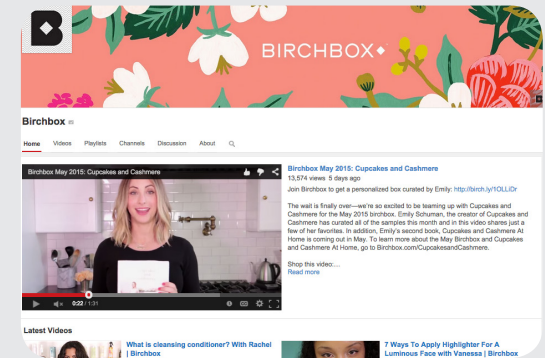 BIRCHBOX
Birchbox
Home Videos Playlists Channels Discussion About
Birchbox May 2015: Cupcakes and Cashmere
0:22 / 1:31
Birchbox May 2015: Cupcakes and Cashmere
13,574 views 5 days ago
Join Birchbox to get a personalized box curated by Emily: http://birch.ly/1OLLiDr
The wait is finally over—we're so excited to be teaming up with Cupcakes and
Cashmere for the May 2015 birchbox. Emily Schuman, the creator of Cupcakes and
Cashmere has curated all of the samples this month and in this video shares just a
few of her favorites. In addition, Emily's second book, Cupcakes and Cashmere At
Home is coming out in May. To learn more about the May Birchbox and Cupcakes
and Cashmere At Home, go to Birchbox.com/CupcakesandCashmere.
Shop this video:...
Read more
Latest Videos
What is cleansing conditioner? With Rachel
| Birchbox
7 Ways To Apply Highlighter For A
Luminous Face with Vanessa | Birchbox